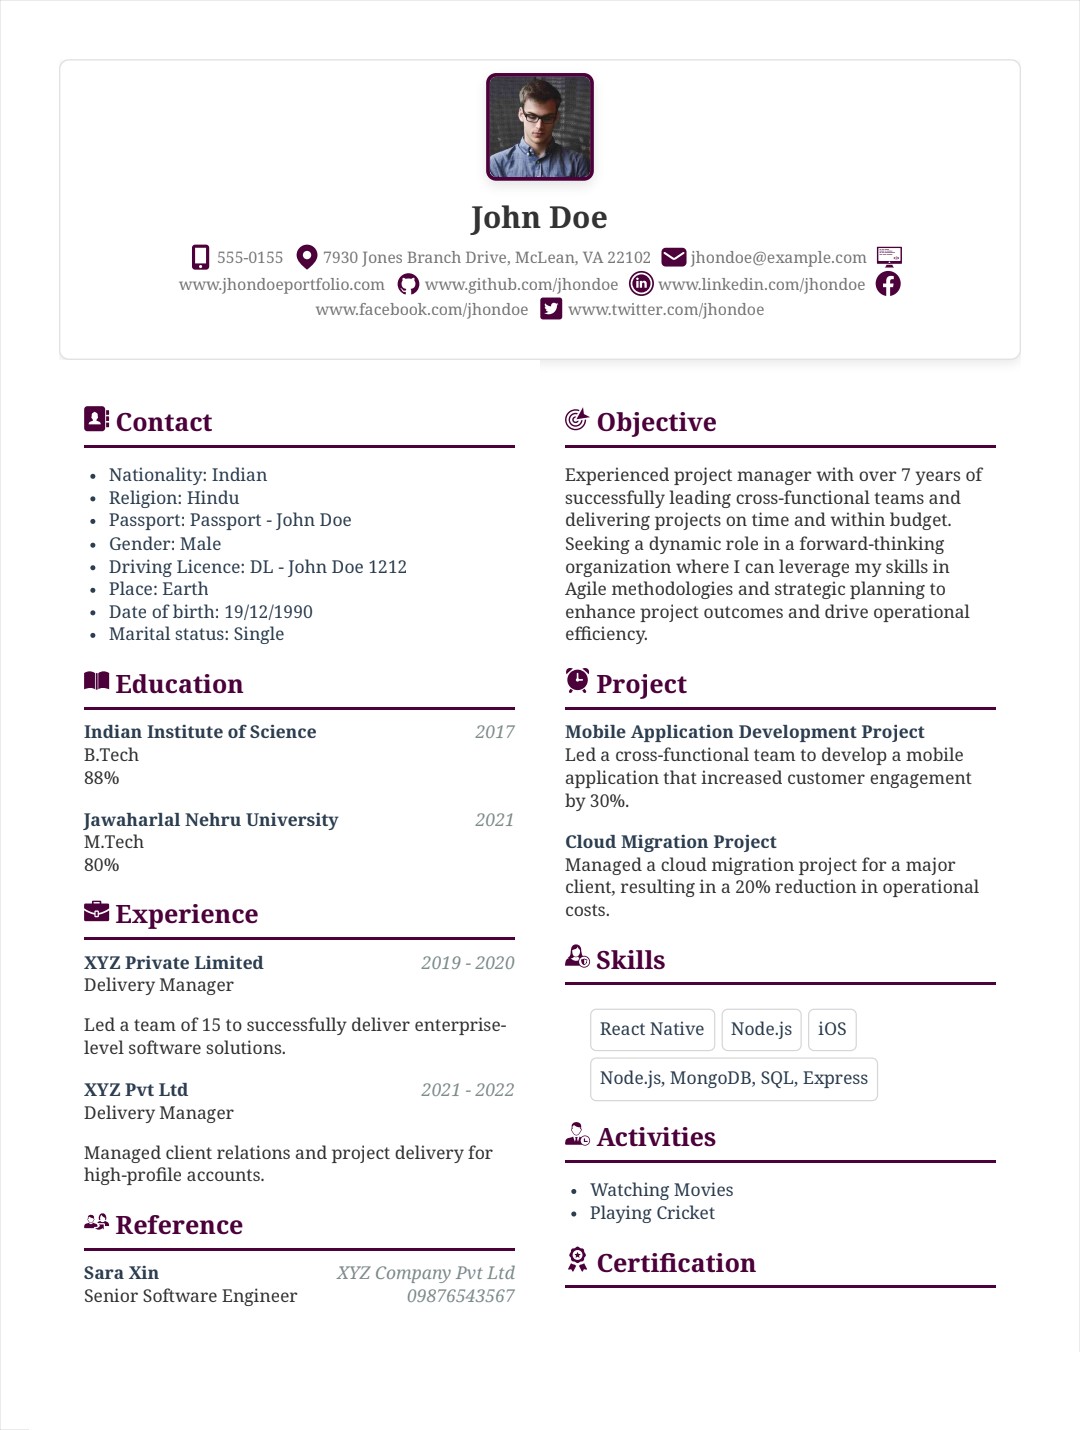 John Doe
555-0155 7930 Jones Branch Drive, McLean, VA 22102 jhondoe@example.com
www.jhondoeportfolio.com www.github.com/jhondoe www.linkedin.com/jhondoe
www.facebook.com/jhondoe www.twitter.com/jhondoe
Contact
Nationality: Indian
Religion: Hindu
Passport: Passport - John Doe
Gender: Male
Driving Licence: DL - John Doe 1212
Place: Earth
Date of birth: 19/12/1990
Marital status: Single
Education
Indian Institute of Science 2017
B.Tech
88%
Jawaharlal Nehru University 2021
M.Tech
80%
Experience
XYZ Private Limited 2019 - 2020
Delivery Manager
Led a team of 15 to successfully deliver enterprise-
level software solutions.
XYZ Pvt Ltd 2021 - 2022
Delivery Manager
Managed client relations and project delivery for
high-profile accounts.
Reference
Sara Xin XYZ Company Pvt Ltd
Senior Software Engineer 09876543567
Objective
Experienced project manager with over 7 years of
successfully leading cross-functional teams and
delivering projects on time and within budget.
Seeking a dynamic role in a forward-thinking
organization where I can leverage my skills in
Agile methodologies and strategic planning to
enhance project outcomes and drive operational
efficiency.
Project
Mobile Application Development Project
Led a cross-functional team to develop a mobile
application that increased customer engagement
by 30%.
Cloud Migration Project
Managed a cloud migration project for a major
client, resulting in a 20% reduction in operational
costs.
Skills
React Native Node.js iOS
Node.js, MongoDB, SQL, Express
Activities
Watching Movies
Playing Cricket
Certification